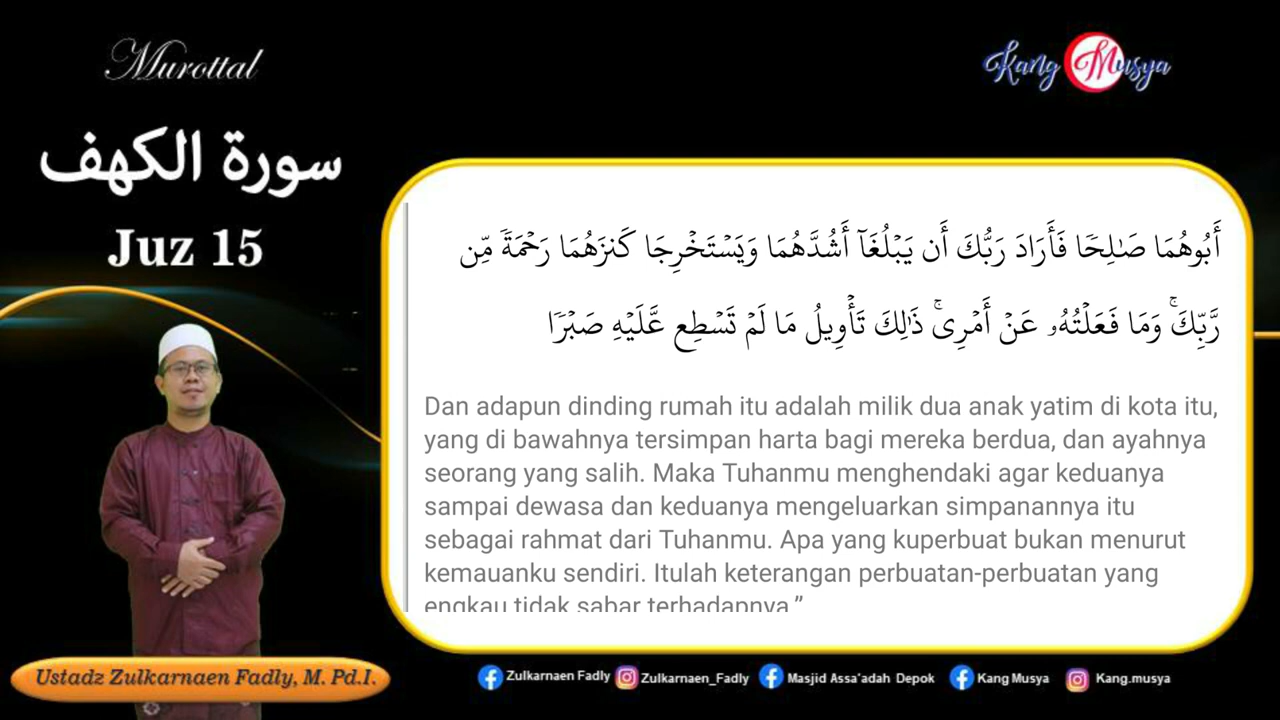 Murottal
Kang Musya
سورة الكهف
Juz 15
أَبُوهُمَا صَـٰلِحٗا فَأَرَادَ رَبُّكَ أَن يَبۡلُغَآ أَشُدَّهُمَا وَيَسۡتَخۡرِجَا كَنزَهُمَا رَحۡمَةٗ مِّن
رَّبِّكَۚ وَمَا فَعَلۡتُهُۥ عَنۡ أَمۡرِيۚ ذَٰلِكَ تَأۡوِيلُ مَا لَمۡ تَسۡطِع عَّلَيۡهِ صَبۡرٗا
Dan adapun dinding rumah itu adalah milik dua anak yatim di kota itu,
yang di bawahnya tersimpan harta bagi mereka berdua, dan ayahnya
seorang yang salih. Maka Tuhanmu menghendaki agar keduanya
sampai dewasa dan keduanya mengeluarkan simpanannya itu
sebagai rahmat dari Tuhanmu. Apa yang kuperbuat bukan menurut
kemauanku sendiri. Itulah keterangan perbuatan-perbuatan yang
engkau tidak sabar terhadapnya.”
Ustadz Zulkarnaen Fadly, M. Pd.I.
Zulkarnaen Fadly Zulkarnaen_Fadly Masjid Assa'adah Depok Kang Musya Kang.musya